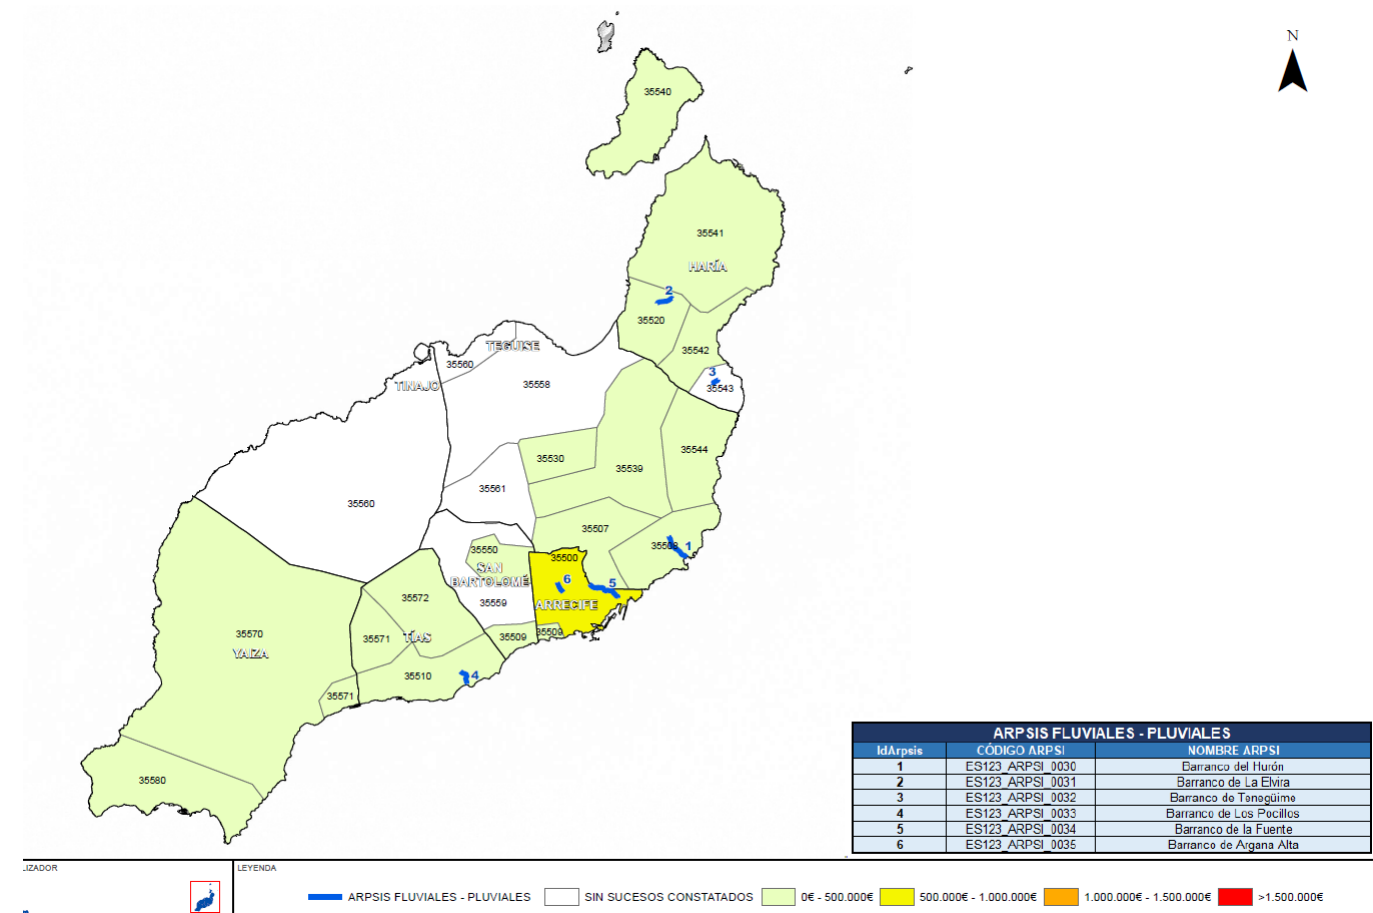 N
35540
35541
HARÍA
2
35520
35542
TEGUISE
35560
3
35543
TINAJO
35558
35544
35530
35539
35561
35560
35507
35508
1
35550
35500
SAN
BARTOLOMÉ
6
5
35572
35559
ARRECIFE
35570
35571
TÍAS
35509
35509
YAIZA
35510
4
35571
35580
ARPSIS FLUVIALES - PLUVIALES
IdArpsis CÓDIGO ARPSI NOMBRE ARPSI
1 ES123_ARPSI_0030 Barranco del Hurón
2 ES123_ARPSI_0031 Barranco de La Elvira
3 ES123_ARPSI_0032 Barranco de Tenegüime
4 ES123_ARPSI_0033 Barranco de Los Pocillos
5 ES123_ARPSI_0034 Barranco de la Fuente
6 ES123_ARPSI_0035 Barranco de Argana Alta
LIZADOR
LEYENDA
ARPSIS FLUVIALES - PLUVIALES SIN SUCESOS CONSTATADOS 0€ - 500.000€ 500.000€ - 1.000.000€ 1.000.000€ - 1.500.000€ >1.500.000€